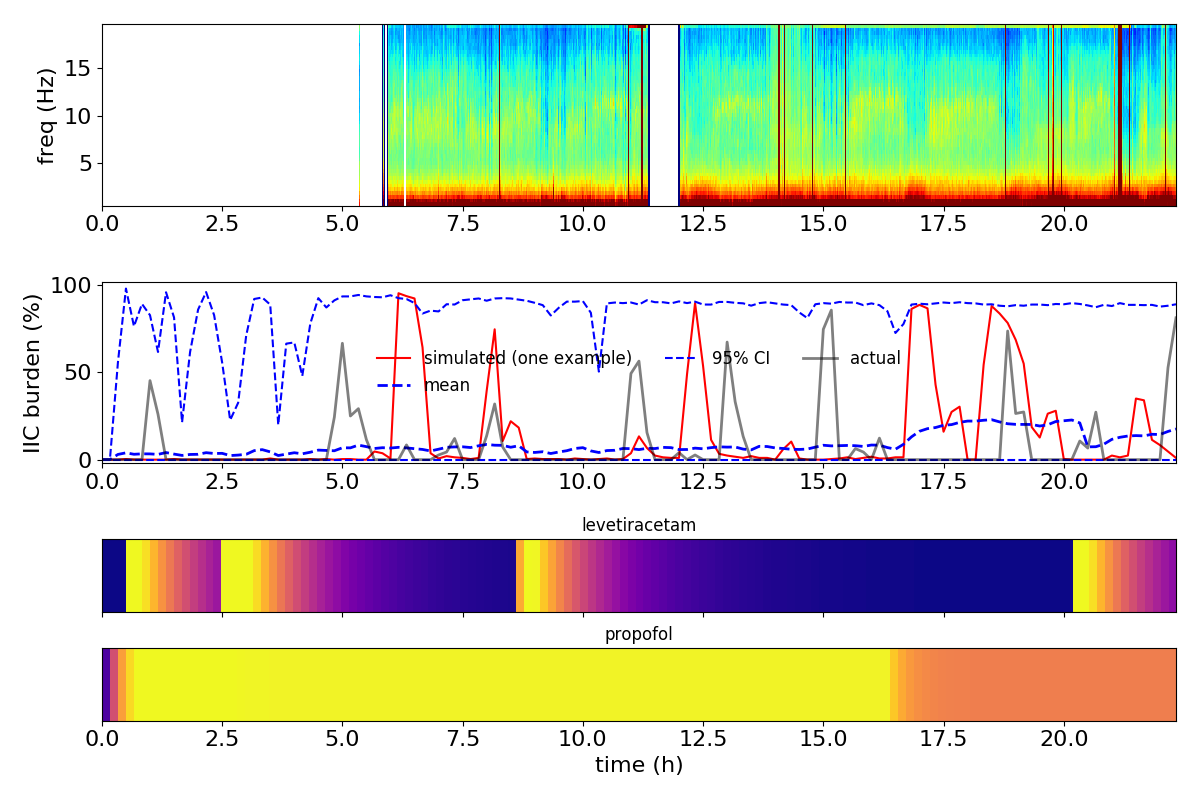 freq (Hz)
15
10
5
0.0 2.5 5.0 7.5 10.0 12.5 15.0 17.5 20.0
IIC burden (%)
100
50
0
simulated (one example) 95% CI actual
mean
0.0 2.5 5.0 7.5 10.0 12.5 15.0 17.5 20.0
levetiracetam
propofol
0.0 2.5 5.0 7.5 10.0 12.5 15.0 17.5 20.0
time (h)